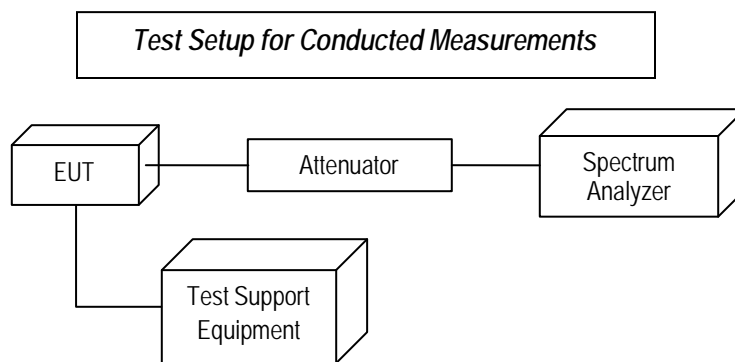 Test Setup for Conducted Measurements
EUT
Attenuator
Spectrum
Analyzer
Test Support
Equipment